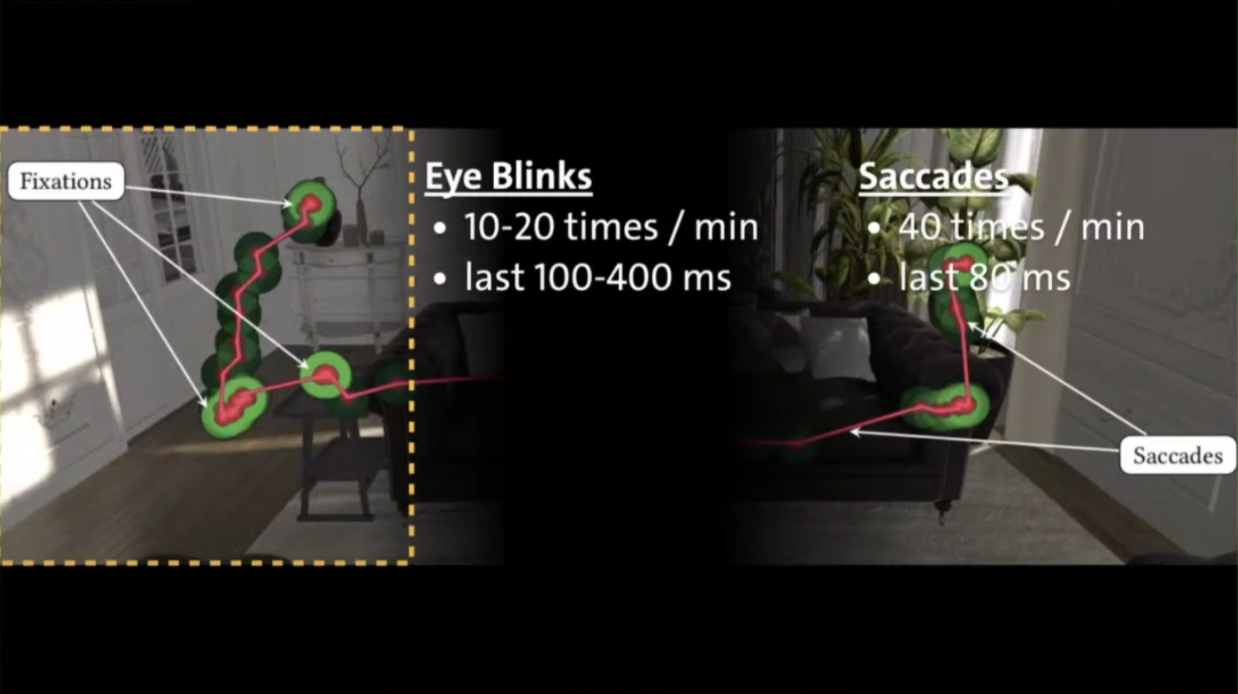 Fixations
Eye Blinks
• 10-20 times / min
• last 100-400 ms
Saccades
• 40 times / min
• last 80 ms
Saccades